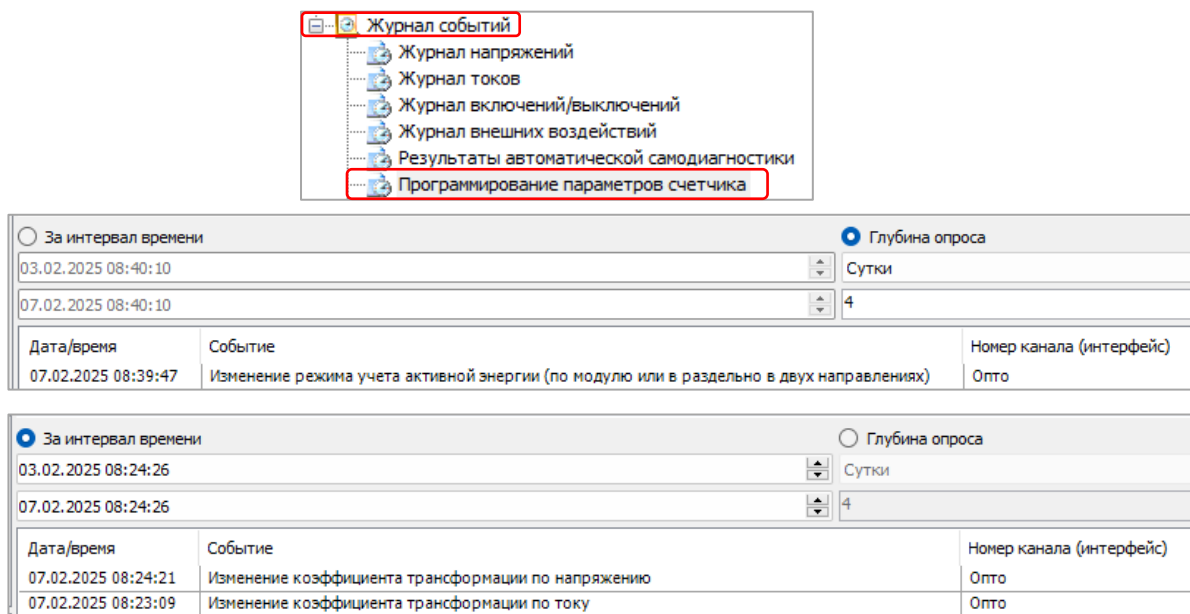 Журнал событий
Журнал напряжений
Журнал токов
Журнал включений/выключений
Журнал внешних воздействий
Результаты автоматической самодиагностики
Программирование параметров счетчика
За интервал времени Глубина опроса
03.02.2025 08:40:10 Сутки
07.02.2025 08:40:10 4
Дата/время Событие Номер канала (интерфейс)
07.02.2025 08:39:47 Изменение режима учета активной энергии (по модулю или в раздельно в двух направлениях) Опто
За интервал времени Глубина опроса
03.02.2025 08:24:26 Сутки
07.02.2025 08:24:26 4
Дата/время Событие Номер канала (интерфейс)
07.02.2025 08:24:21 Изменение коэффициента трансформации по напряжению Опто
07.02.2025 08:23:09 Изменение коэффициента трансформации по току Опто